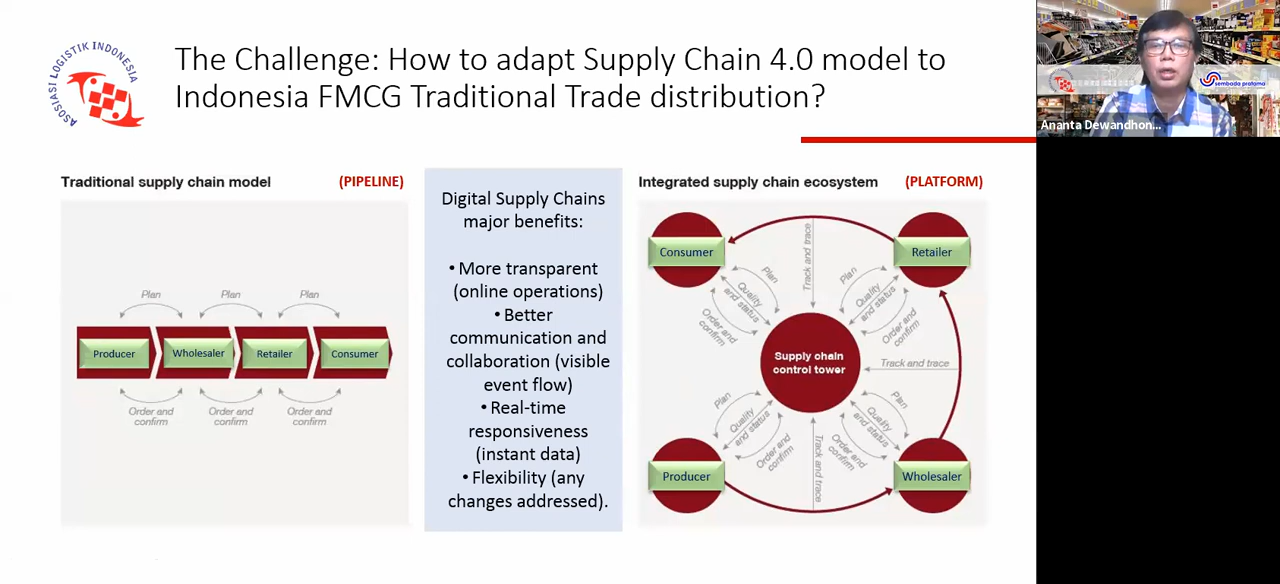 ASOSIASI LOGISTIK INDONESIA
The Challenge: How to adapt Supply Chain 4.0 model to
Indonesia FMCG Traditional Trade distribution?
sembada pratama
Ananta Dewandhon...
Traditional supply chain model
(PIPELINE)
Plan
Plan
Plan
Producer
Wholesaler
Retailer
Consumer
Order and
confirm
Order and
confirm
Order and
confirm
Digital Supply Chains
major benefits:
• More transparent
(online operations)
• Better
communication and
collaboration (visible
event flow)
• Real-time
responsiveness
(instant data)
• Flexibility (any
changes addressed).
Integrated supply chain ecosystem
(PLATFORM)
Consumer
Plan
Quality
and status
Order and
confirm
Track and trace
Retailer
Plan
Quality
and status
Order and
confirm
Supply chain
control tower
Track and trace
Producer
Plan
Quality
and status
Order and
confirm
Track and trace
Wholesaler
Plan
Quality
and status
Order and
confirm